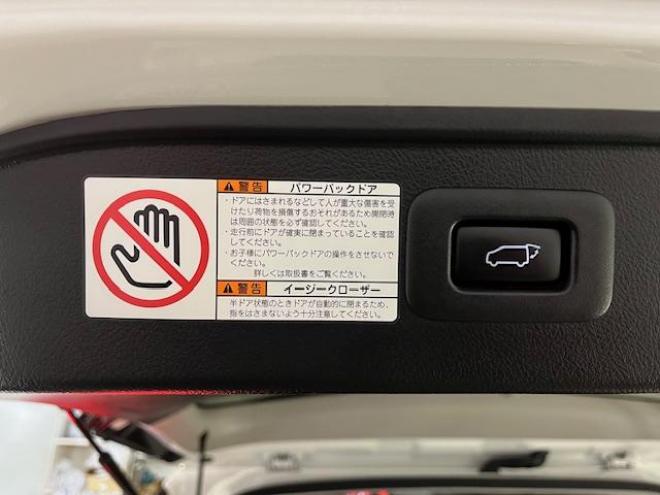 警告 パワーバックドア
・ドアにはさまれるなどして人が重大な傷害を受
けたり荷物を損傷するおそれがあるため開閉時
は周囲の状態を必ず確認してください。
・走行前にドアが確実に閉まっていることを確認
してください。
・お子様にパワーバックドアの操作をさせないで
ください。
詳しくは取扱書をご覧ください。
警告 イージークローザー
半ドア状態のときドアが自動的に閉まるため、
指をはさまないよう十分注意してください。